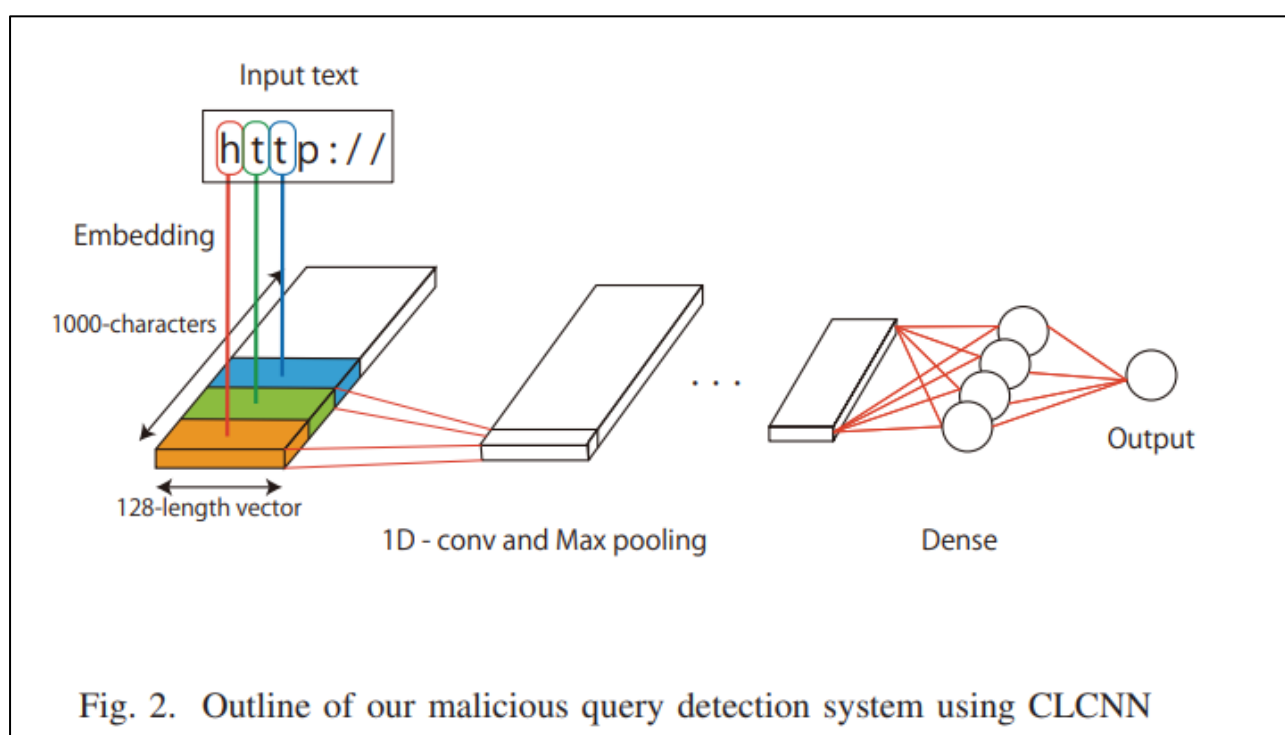 Input text
http://
Embedding
1000-characters
. . .
Output
128-length vector
1D - conv and Max pooling
Dense
Fig. 2. Outline of our malicious query detection system using CLCNN